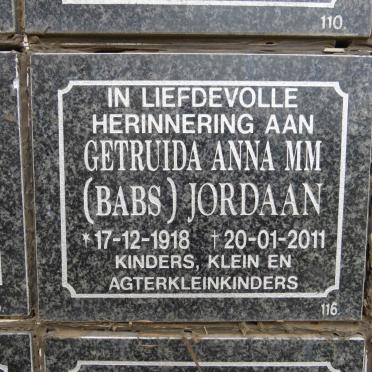 110.
IN LIEFDEVOLLE
HERINNERING AAN
GETRUIDA ANNA MM
(BABS) JORDAAN
*17-12-1918 †20-01-2011
KINDERS, KLEIN EN
AGTERKLEINKINDERS
116.